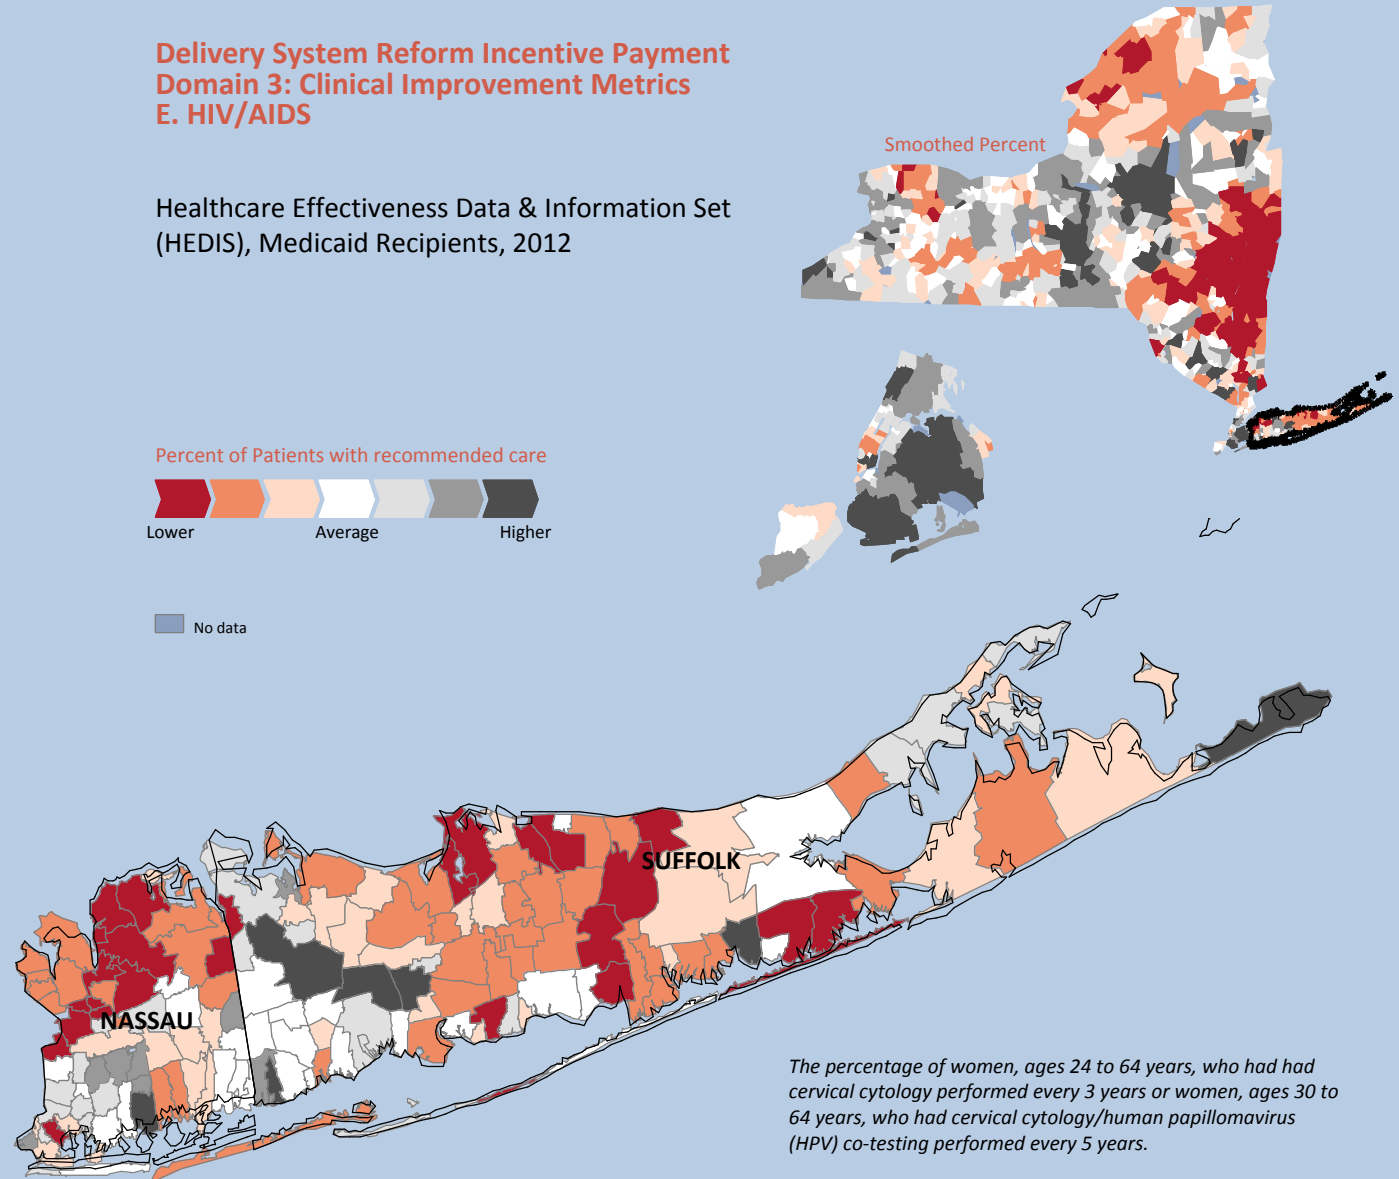 Delivery System Reform Incentive Payment
Domain 3: Clinical Improvement Metrics
E. HIV/AIDS
Smoothed Percent
Healthcare Effectiveness Data & Information Set
(HEDIS), Medicaid Recipients, 2012
Percent of Patients with recommended care
Lower Average Higher
No data
SUFFOLK
NASSAU
The percentage of women, ages 24 to 64 years, who had had
cervical cytology performed every 3 years or women, ages 30 to
64 years, who had cervical cytology/human papillomavirus
(HPV) co-testing performed every 5 years.